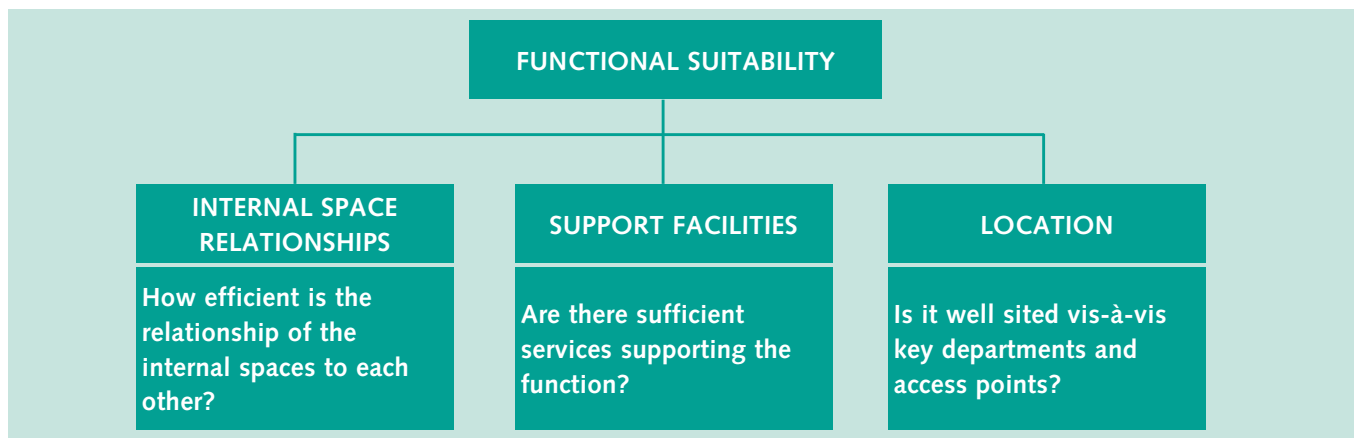 FUNCTIONAL SUITABILITY
INTERNAL SPACE
RELATIONSHIPS
How efficient is the
relationship of the
internal spaces to each
other?
SUPPORT FACILITIES
Are there sufficient
services supporting the
function?
LOCATION
Is it well sited vis-à-vis
key departments and
access points?